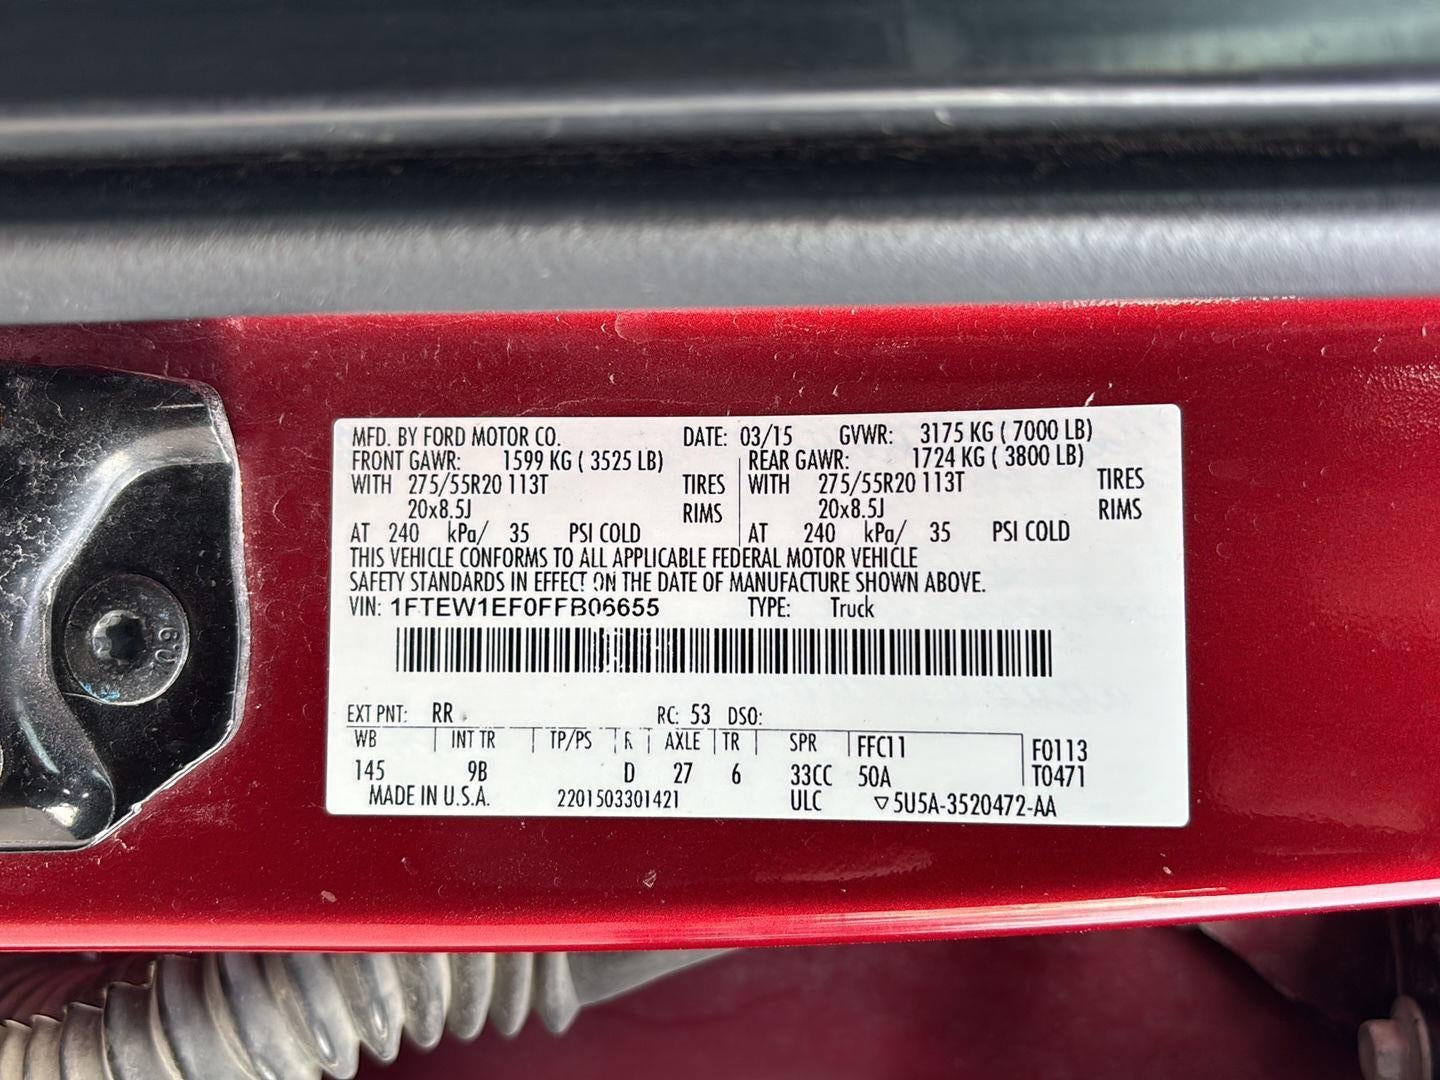 MFD. BY FORD MOTOR CO. DATE: 03/15 GVWR: 3175 KG ( 7000 LB)
FRONT GAWR: 1599 KG ( 3525 LB) REAR GAWR: 1724 KG ( 3800 LB)
WITH 275/55R20 113T TIRES WITH 275/55R20 113T TIRES
20x8.5J RIMS 20x8.5J RIMS
AT 240 kPa/ 35 PSI COLD AT 240 kPa/ 35 PSI COLD
THIS VEHICLE CONFORMS TO ALL APPLICABLE FEDERAL MOTOR VEHICLE
SAFETY STANDARDS IN EFFECT ON THE DATE OF MANUFACTURE SHOWN ABOVE.
VIN: 1FTEW1EF0FFB06655 TYPE: Truck
EXT PNT: RR RC: 53 DSO:
WB INT TR TP/PS R AXLE TR SPR FFC11 F0113
145 9B D 27 6 33CC 50A T0471
MADE IN U.S.A. 2201503301421 ULC ▽5U5A-3520472-AA